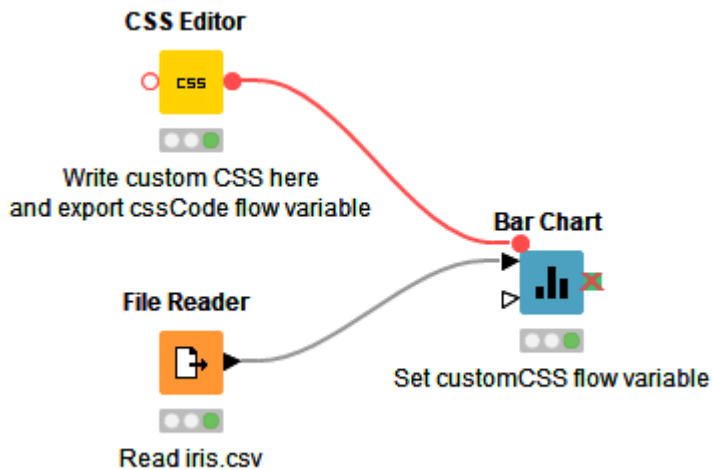 CSS Editor
CSS
Write custom CSS here
and export cssCode flow variable
Bar Chart
File Reader
Set customCSS flow variable
Read iris.csv